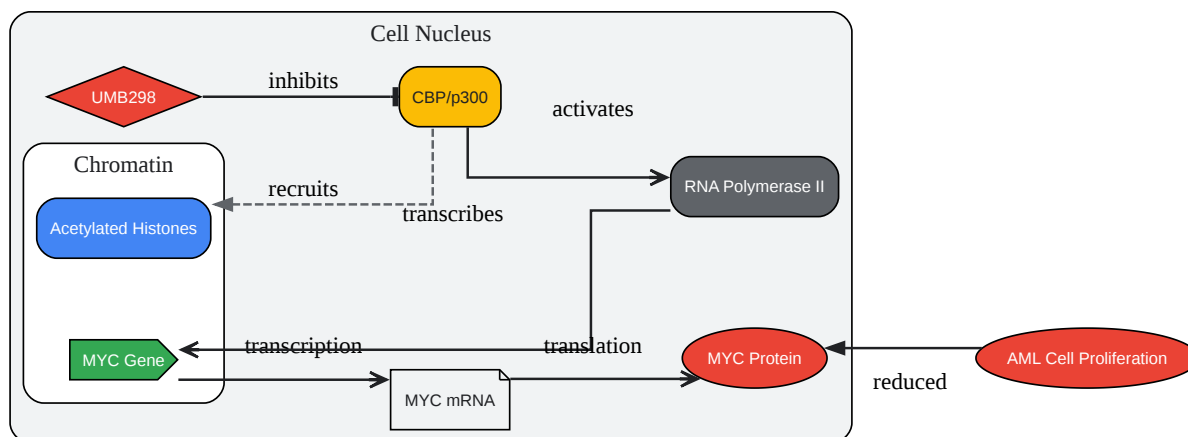 Cell Nucleus
UMB298
inhibits
CBP/p300
activates
Chromatin
RNA Polymerase II
recruits
transcribes
Acetylated Histones
transcription
translation
MYC Gene
MYC Protein
AML Cell Proliferation
reduced
MYC mRNA